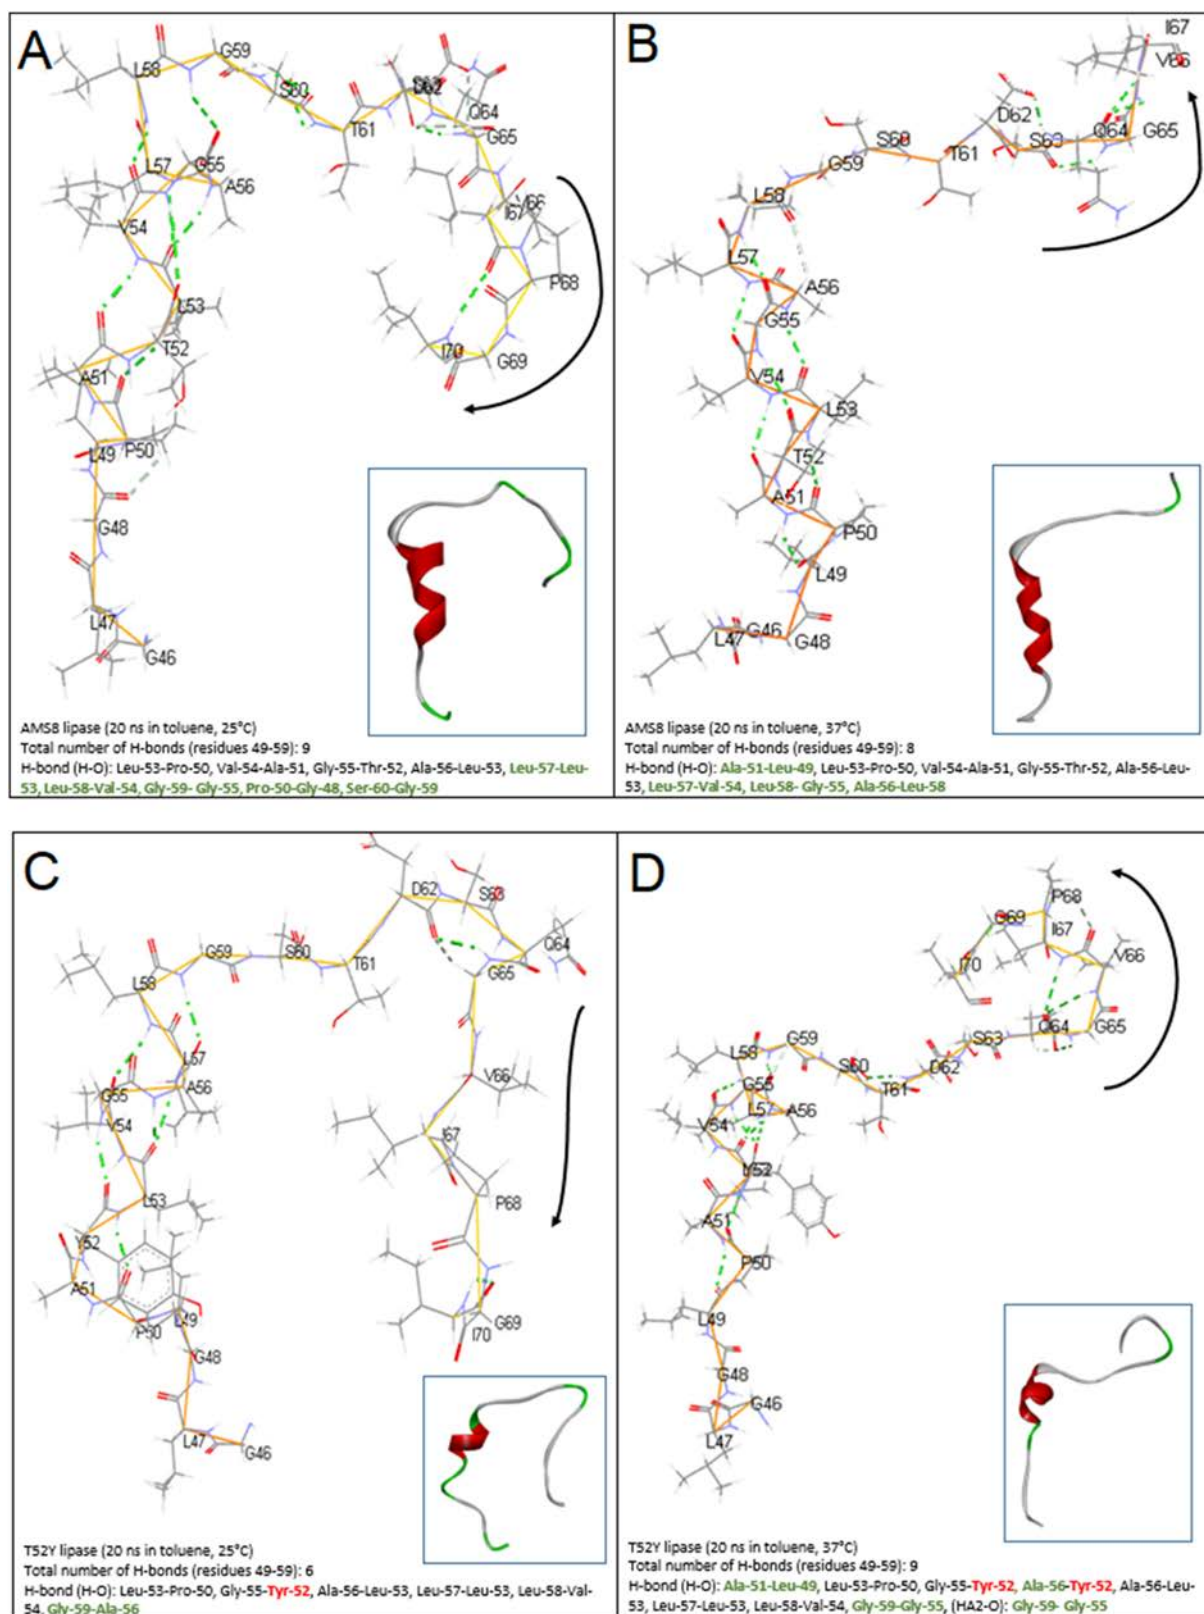 A
L58
G59
S60
T61
D62
Q64
G65
L57
G55
A56
V54
V66
I67
P68
L53
T52
A51
I70
G69
L49
P50
G48
L47
G46
AMS8 lipase (20 ns in toluene, 25°C)
Total number of H-bonds (residues 49-59): 9
H-bond (H-O): Leu-53-Pro-50, Val-54-Ala-51, Gly-55-Thr-52, Ala-56-Leu-53, Leu-57-Leu-
53, Leu-58-Val-54, Gly-59- Gly-55, Pro-50-Gly-48, Ser-60-Gly-59
B
I67
V66
D62
S63
Q64
G65
S60
T61
G59
L58
L57
A56
G55
V54
L53
T52
A51
P50
L49
L47
G46
G48
AMS8 lipase (20 ns in toluene, 37°C)
Total number of H-bonds (residues 49-59): 8
H-bond (H-O): Ala-51-Leu-49, Leu-53-Pro-50, Val-54-Ala-51, Gly-55-Thr-52, Ala-56-Leu-
53, Leu-57-Val-54, Leu-58- Gly-55, Ala-56-Leu-58
C
D62
S63
Q64
G59
S60
T61
G65
L58
L57
G55
A56
V54
V66
I67
L53
P68
Y52
A51
P50
L49
G69
I70
G48
L47
G46
T52Y lipase (20 ns in toluene, 25°C)
Total number of H-bonds (residues 49-59): 6
H-bond (H-O): Leu-53-Pro-50, Gly-55-Tyr-52, Ala-56-Leu-53, Leu-57-Leu-53, Leu-58-Val-
54, Gly-59-Ala-56
D
P68
G69
I67
I70
V66
Q64
G65
S63
G59
L58
S60
D62
T61
G55
L57
A56
V54
A51
P50
L49
G48
G46
L47
T52Y lipase (20 ns in toluene, 37°C)
Total number of H-bonds (residues 49-59): 9
H-bond (H-O): Ala-51-Leu-49, Leu-53-Pro-50, Gly-55-Tyr-52, Ala-56-Tyr-52, Ala-56-Leu-
53, Leu-57-Leu-53, Leu-58-Val-54, Gly-59-Gly-55, (HA2-O): Gly-59- Gly-55